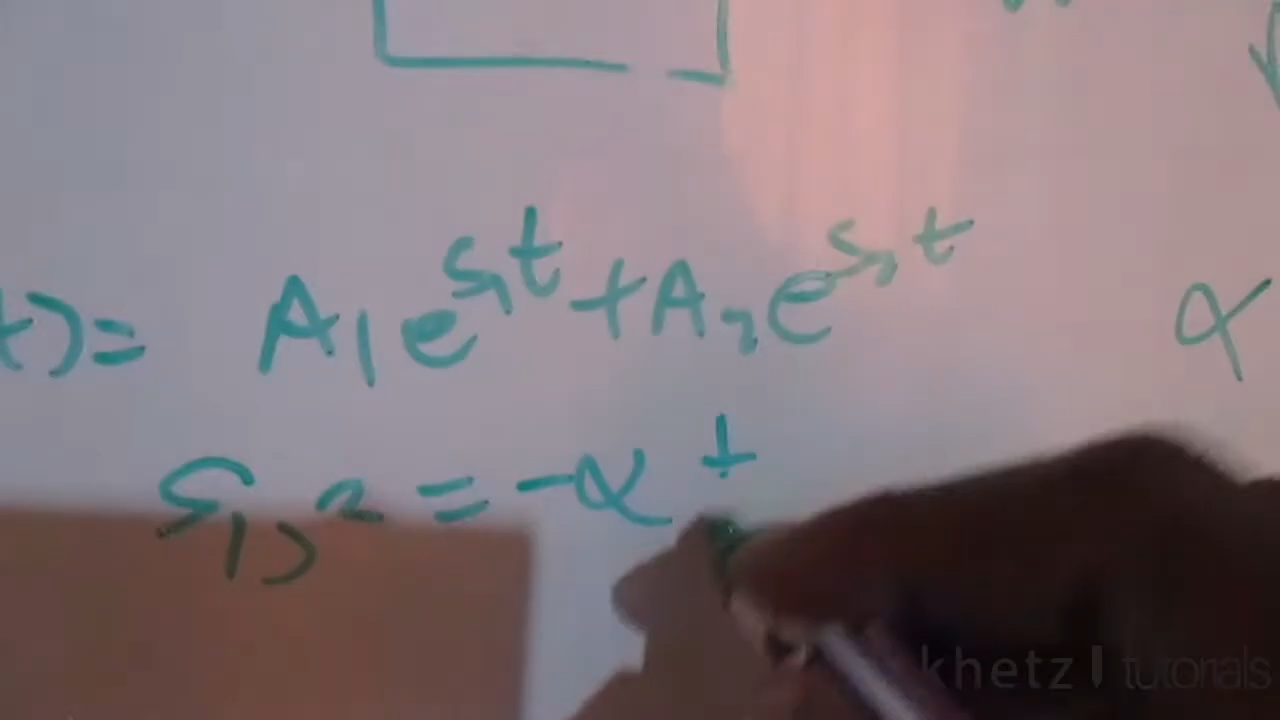 t)= A₁e^{s₁t}+A₂e^{s₂t}
α
S₁,₂ = -α ±
khetz tutorials